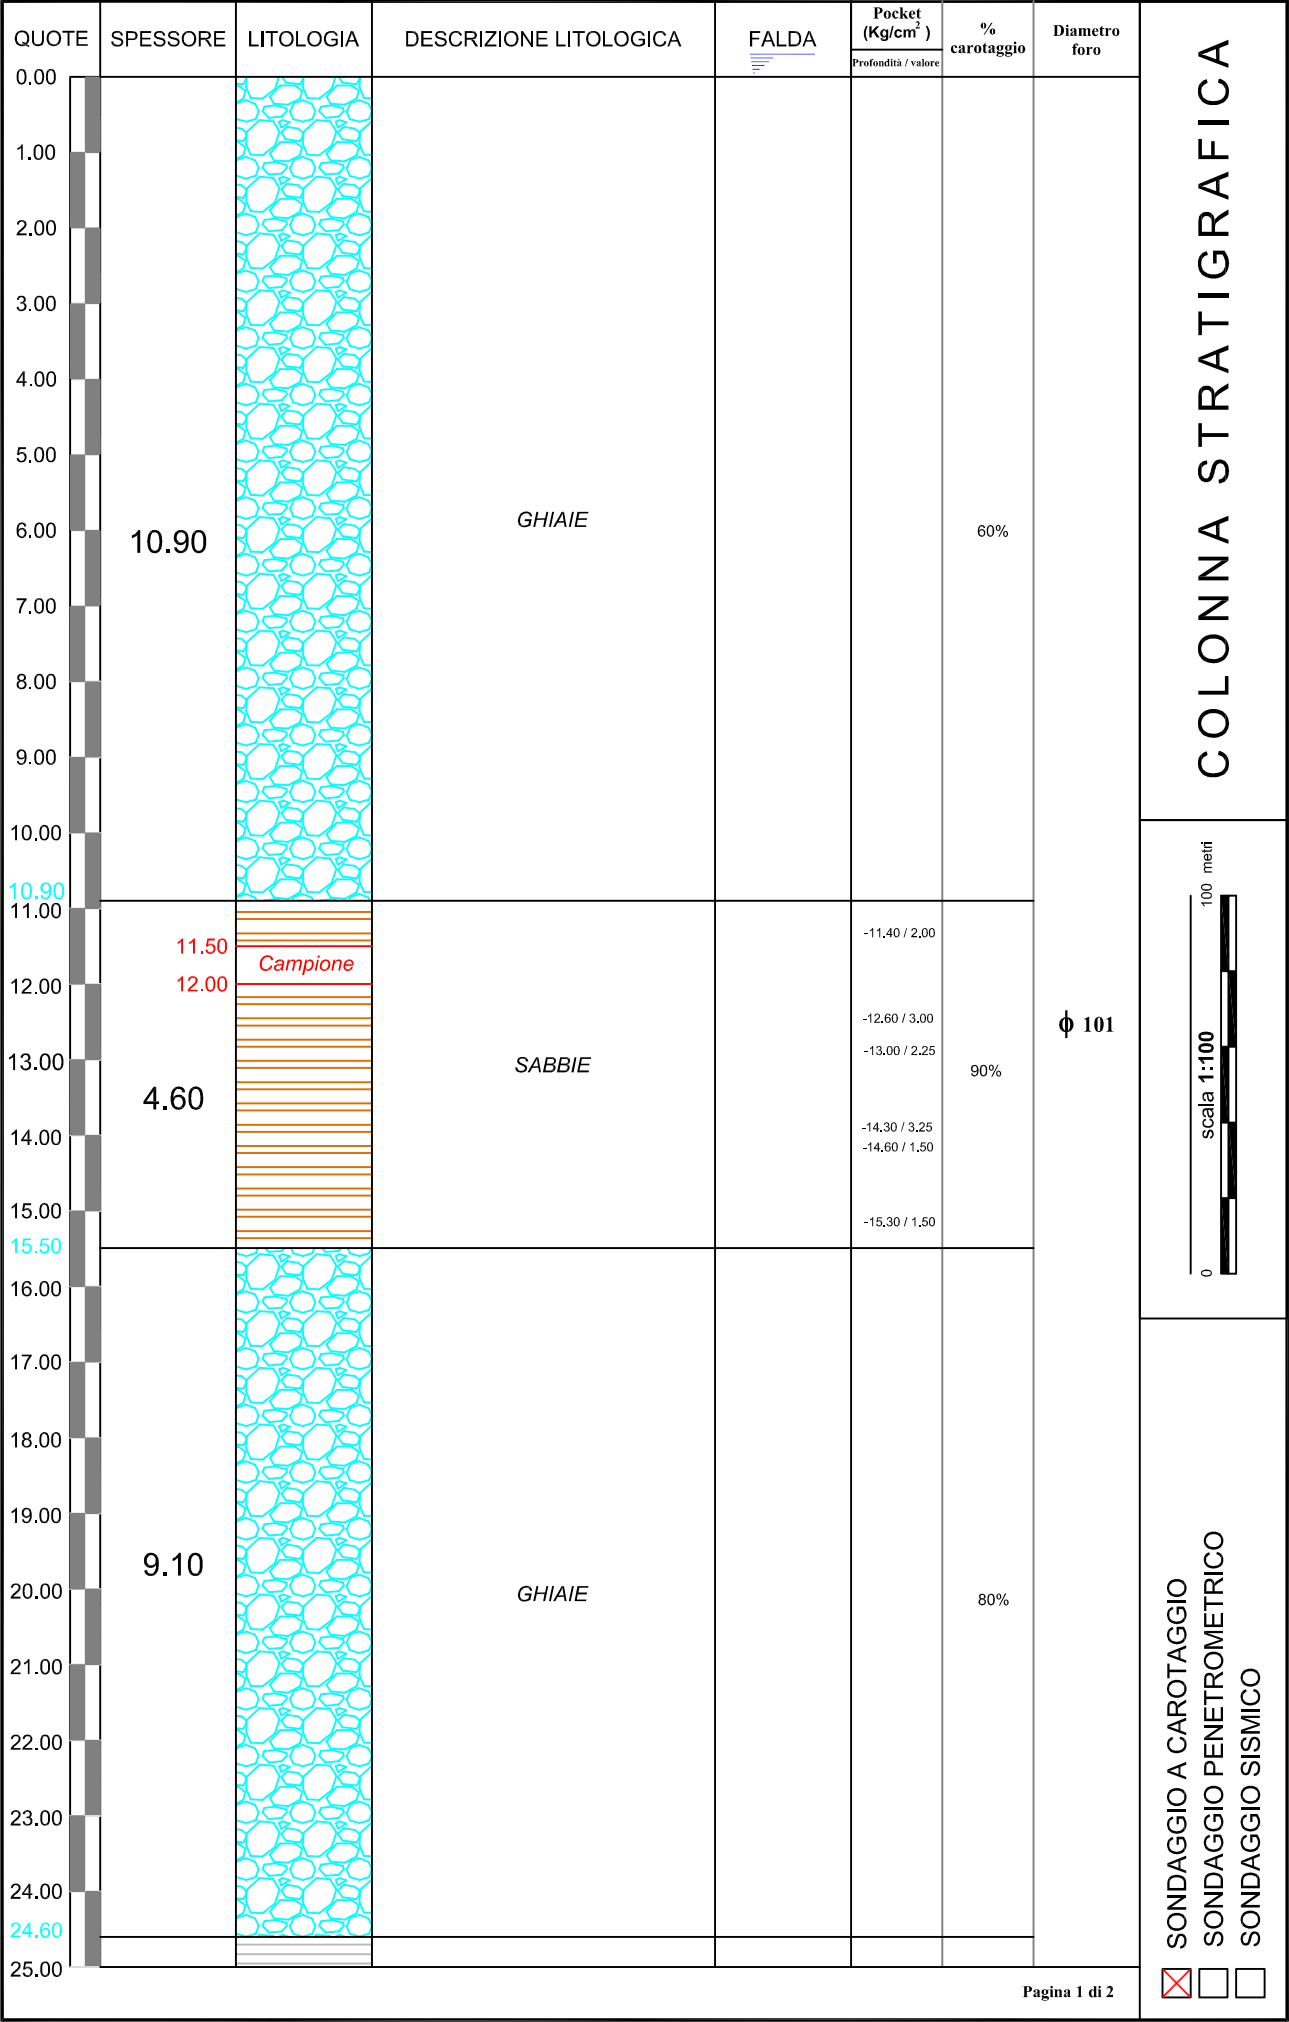 QUOTE
SPESSORE
LITOLOGIA
DESCRIZIONE LITOLOGICA
FALDA
Pocket
(Kg/cm² )
Profondità / valore
%
carotaggio
Diametro
foro
0.00
1.00
2.00
3.00
4.00
5.00
6.00
7.00
8.00
9.00
10.00
10.90
11.00
12.00
13.00
14.00
15.00
15.50
16.00
17.00
18.00
19.00
20.00
21.00
22.00
23.00
24.00
24.60
25.00
10.90
GHIAIE
60%
11.50
Campione
12.00
4.60
SABBIE
-11.40 / 2.00
-12.60 / 3.00
-13.00 / 2.25
-14.30 / 3.25
-14.60 / 1.50
-15.30 / 1.50
90%
ϕ 101
9.10
GHIAIE
80%
Pagina 1 di 2
COLONNA STRATIGRAFICA
scala 1:100
0
100 metri
SONDAGGIO A CAROTAGGIO
SONDAGGIO PENETROMETRICO
SONDAGGIO SISMICO